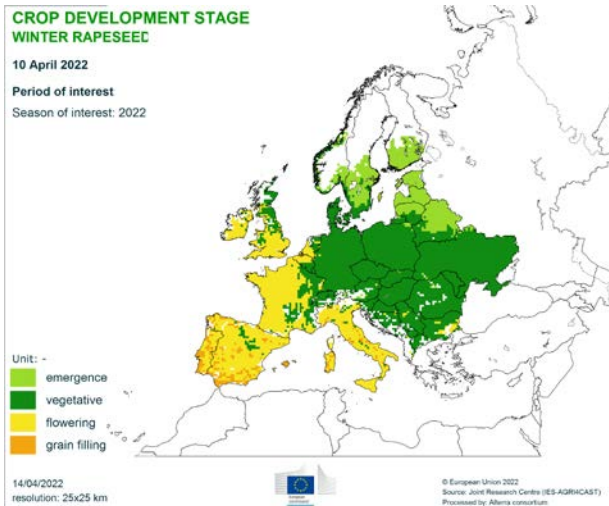 CROP DEVELOPMENT STAGE
WINTER RAPESEED
10 April 2022
Period of interest
Season of interest: 2022
Unit: -
emergence
vegetative
flowering
grain filling
14/04/2022
resolution: 25x25 km
© European Union 2022
Source: Joint Research Centre (IES-AGRI4CAST)
Processed by: Alterra consortium